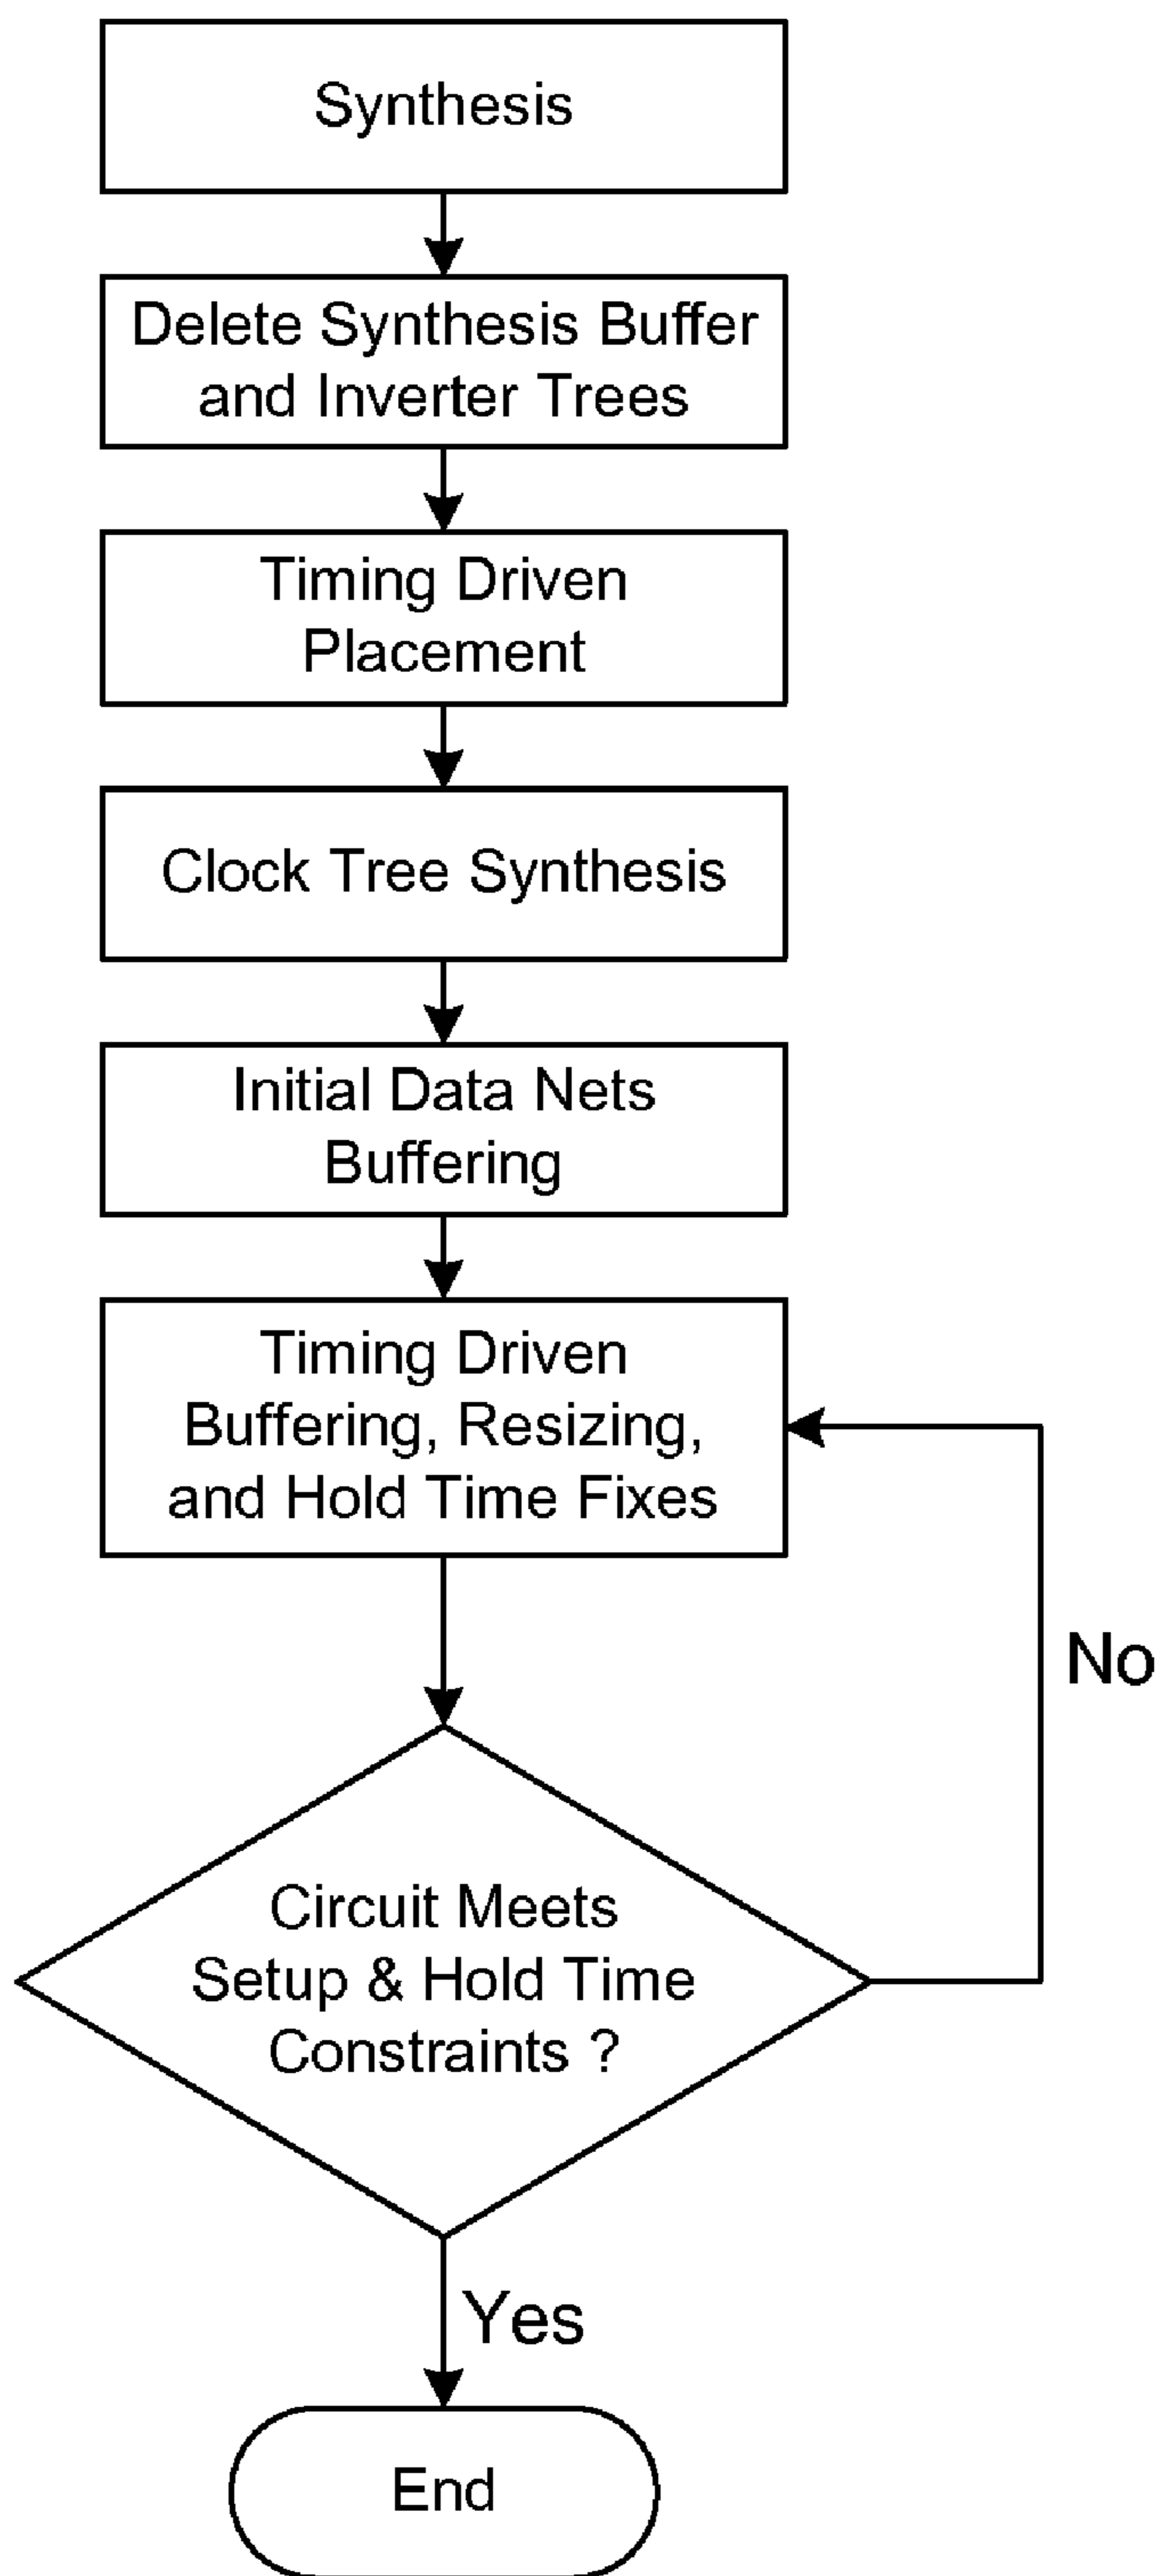 Synthesis
Delete Synthesis Buffer
and Inverter Trees
Timing Driven
Placement
Clock Tree Synthesis
Initial Data Nets
Buffering
Timing Driven
Buffering, Resizing,
and Hold Time Fixes
No
Circuit Meets
Setup & Hold Time
Constraints ?
Yes
End